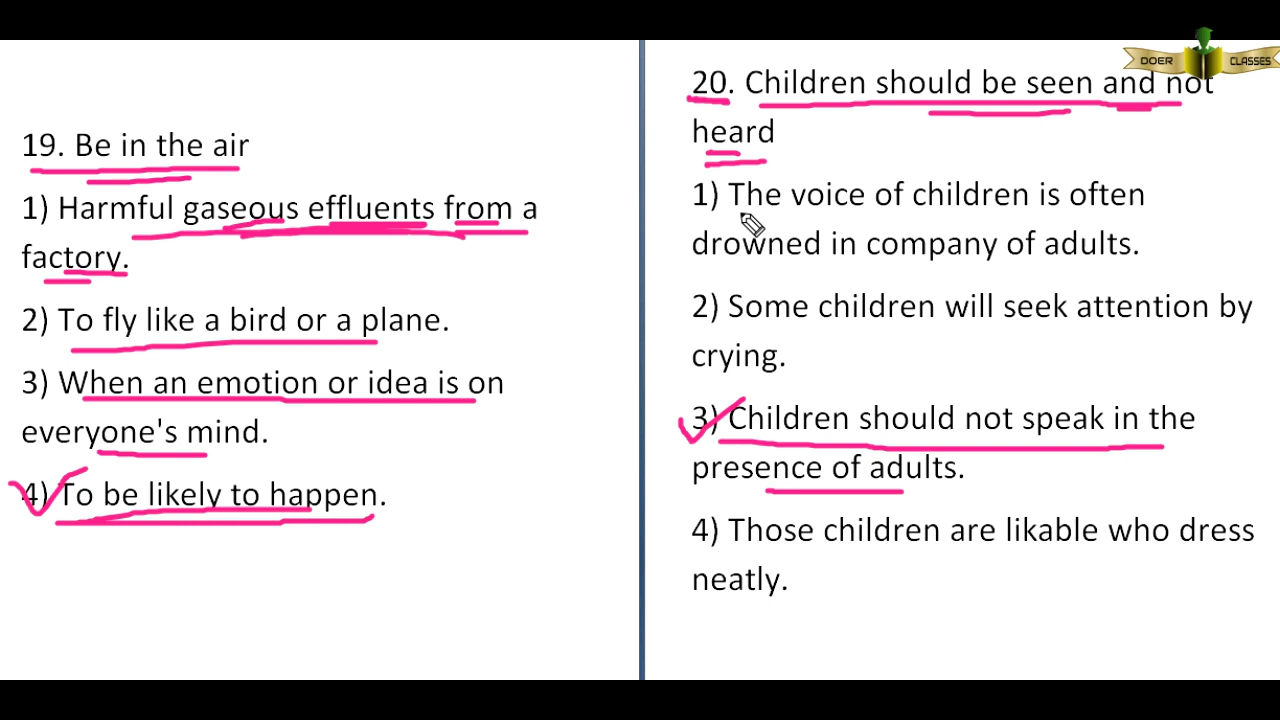 19. Be in the air
1) Harmful gaseous effluents from a
factory.
2) To fly like a bird or a plane.
3) When an emotion or idea is on
everyone's mind.
4) To be likely to happen.
DOER CLASSES
20. Children should be seen and not
heard
1) The voice of children is often
drowned in company of adults.
2) Some children will seek attention by
crying.
3) Children should not speak in the
presence of adults.
4) Those children are likable who dress
neatly.